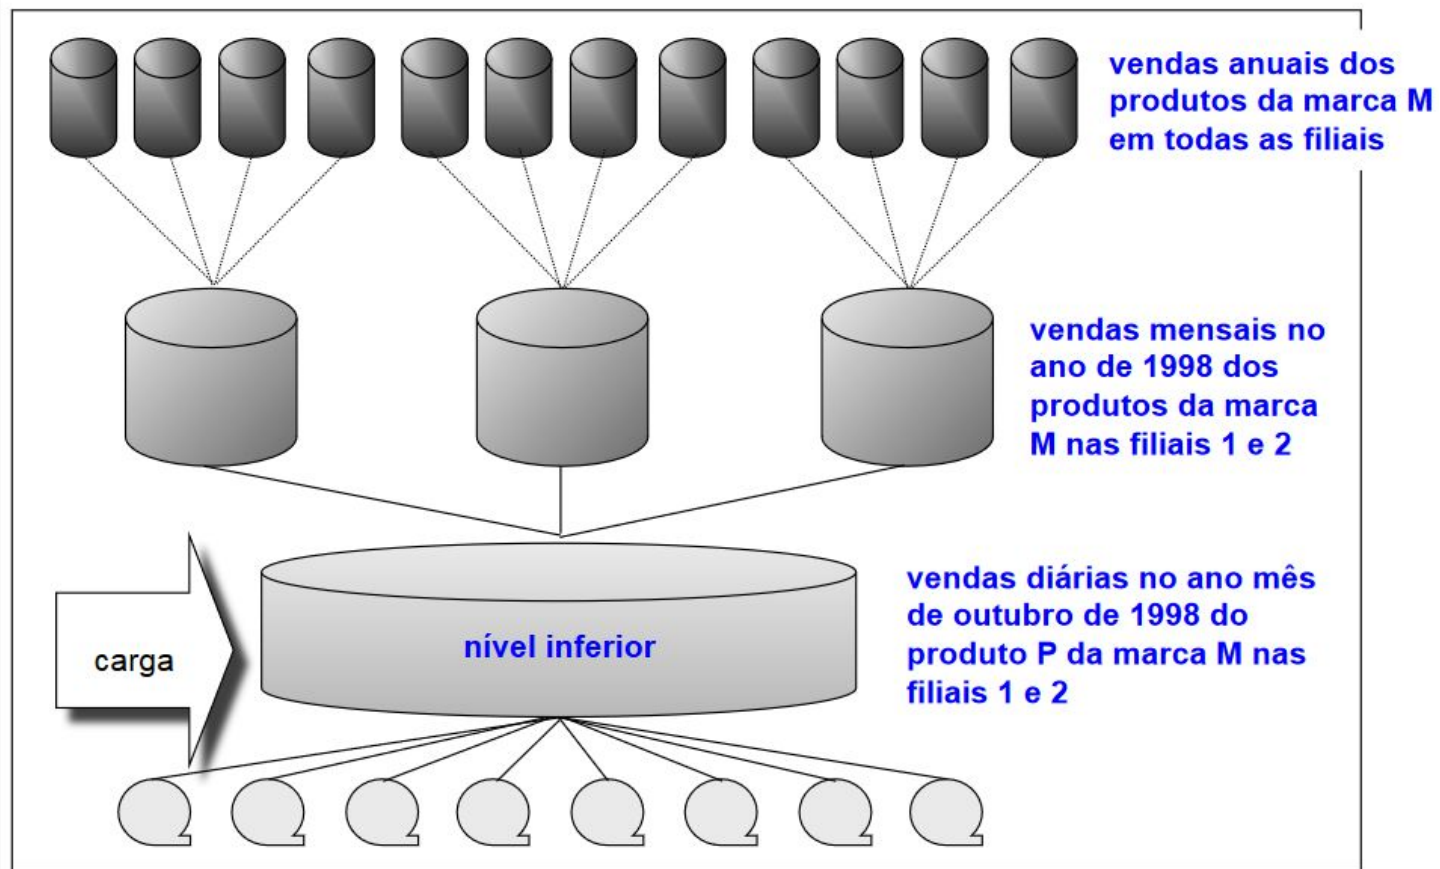 vendas anuais dos
produtos da marca M
em todas as filiais
vendas mensais no
ano de 1998 dos
produtos da marca
M nas filiais 1 e 2
carga
nível inferior
vendas diárias no ano mês
de outubro de 1998 do
produto P da marca M nas
filiais 1 e 2